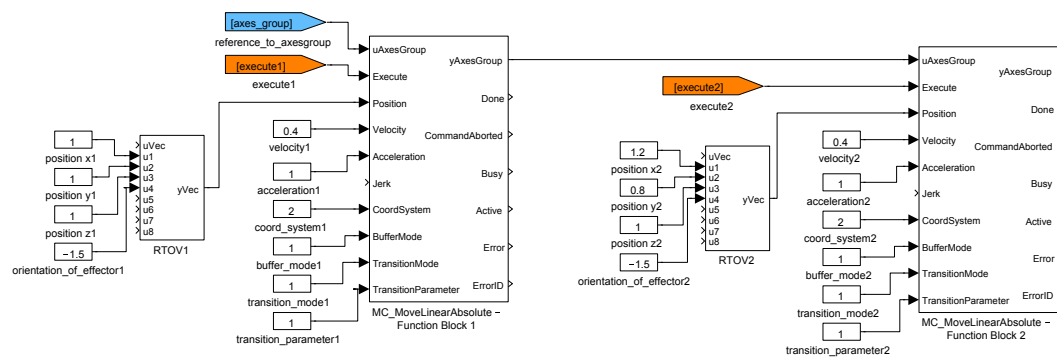 [axes_group]
reference_to_axesgroup
[execute1]
execute1
1
position x1
1
position y1
1
position z1
−1.5
orientation_of_effector1
uVec
u1
u2
u3
u4
u5
u6
u7
u8
yVec
RTOV1
0.4
velocity1
1
acceleration1
2
coord_system1
1
buffer_mode1
1
transition_mode1
1
transition_parameter1
uAxesGroup
Execute
Position
Velocity
Acceleration
Jerk
CoordSystem
BufferMode
TransitionMode
TransitionParameter
yAxesGroup
Done
CommandAborted
Busy
Active
Error
ErrorID
MC_MoveLinearAbsolute −
Function Block 1
[execute2]
execute2
1.2
position x2
0.8
position y2
1
position z2
−1.5
orientation_of_effector2
uVec
u1
u2
u3
u4
u5
u6
u7
u8
yVec
RTOV2
0.4
velocity2
1
acceleration2
2
coord_system2
1
buffer_mode2
1
transition_mode2
1
transition_parameter2
uAxesGroup
Execute
Position
Velocity
Acceleration
Jerk
CoordSystem
BufferMode
TransitionMode
TransitionParameter
yAxesGroup
Done
CommandAborted
Busy
Active
Error
ErrorID
MC_MoveLinearAbsolute −
Function Block 2